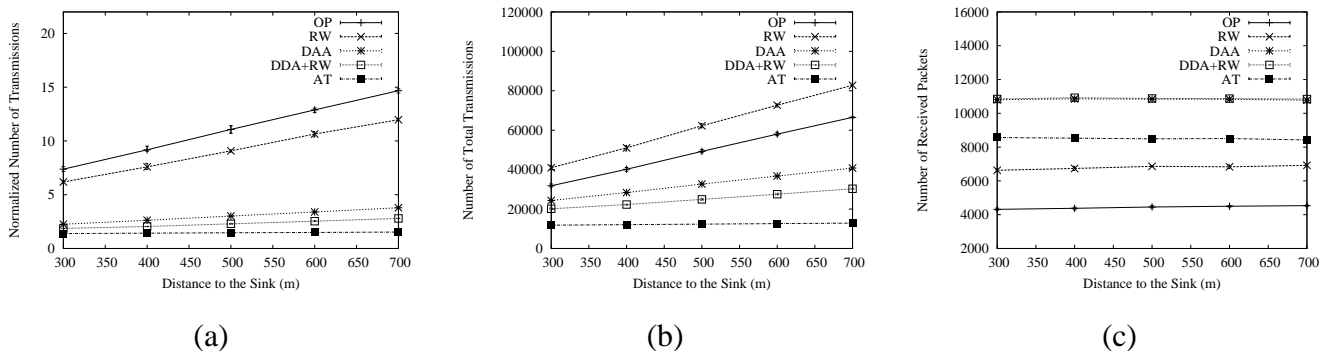 Normalized Number of Transmissions
20
15
10
5
0
300 350 400 450 500 550 600 650 700
Distance to the Sink (m)
OP
RW
DAA
DDA+RW
AT
(a)
Number of Total Transmissions
120000
100000
80000
60000
40000
20000
0
300 350 400 450 500 550 600 650 700
Distance to the Sink (m)
OP
RW
DAA
DDA+RW
AT
(b)
Number of Received Packets
16000
14000
12000
10000
8000
6000
4000
2000
300 350 400 450 500 550 600 650 700
Distance to the Sink (m)
OP
RW
DAA
DDA+RW
AT
(c)